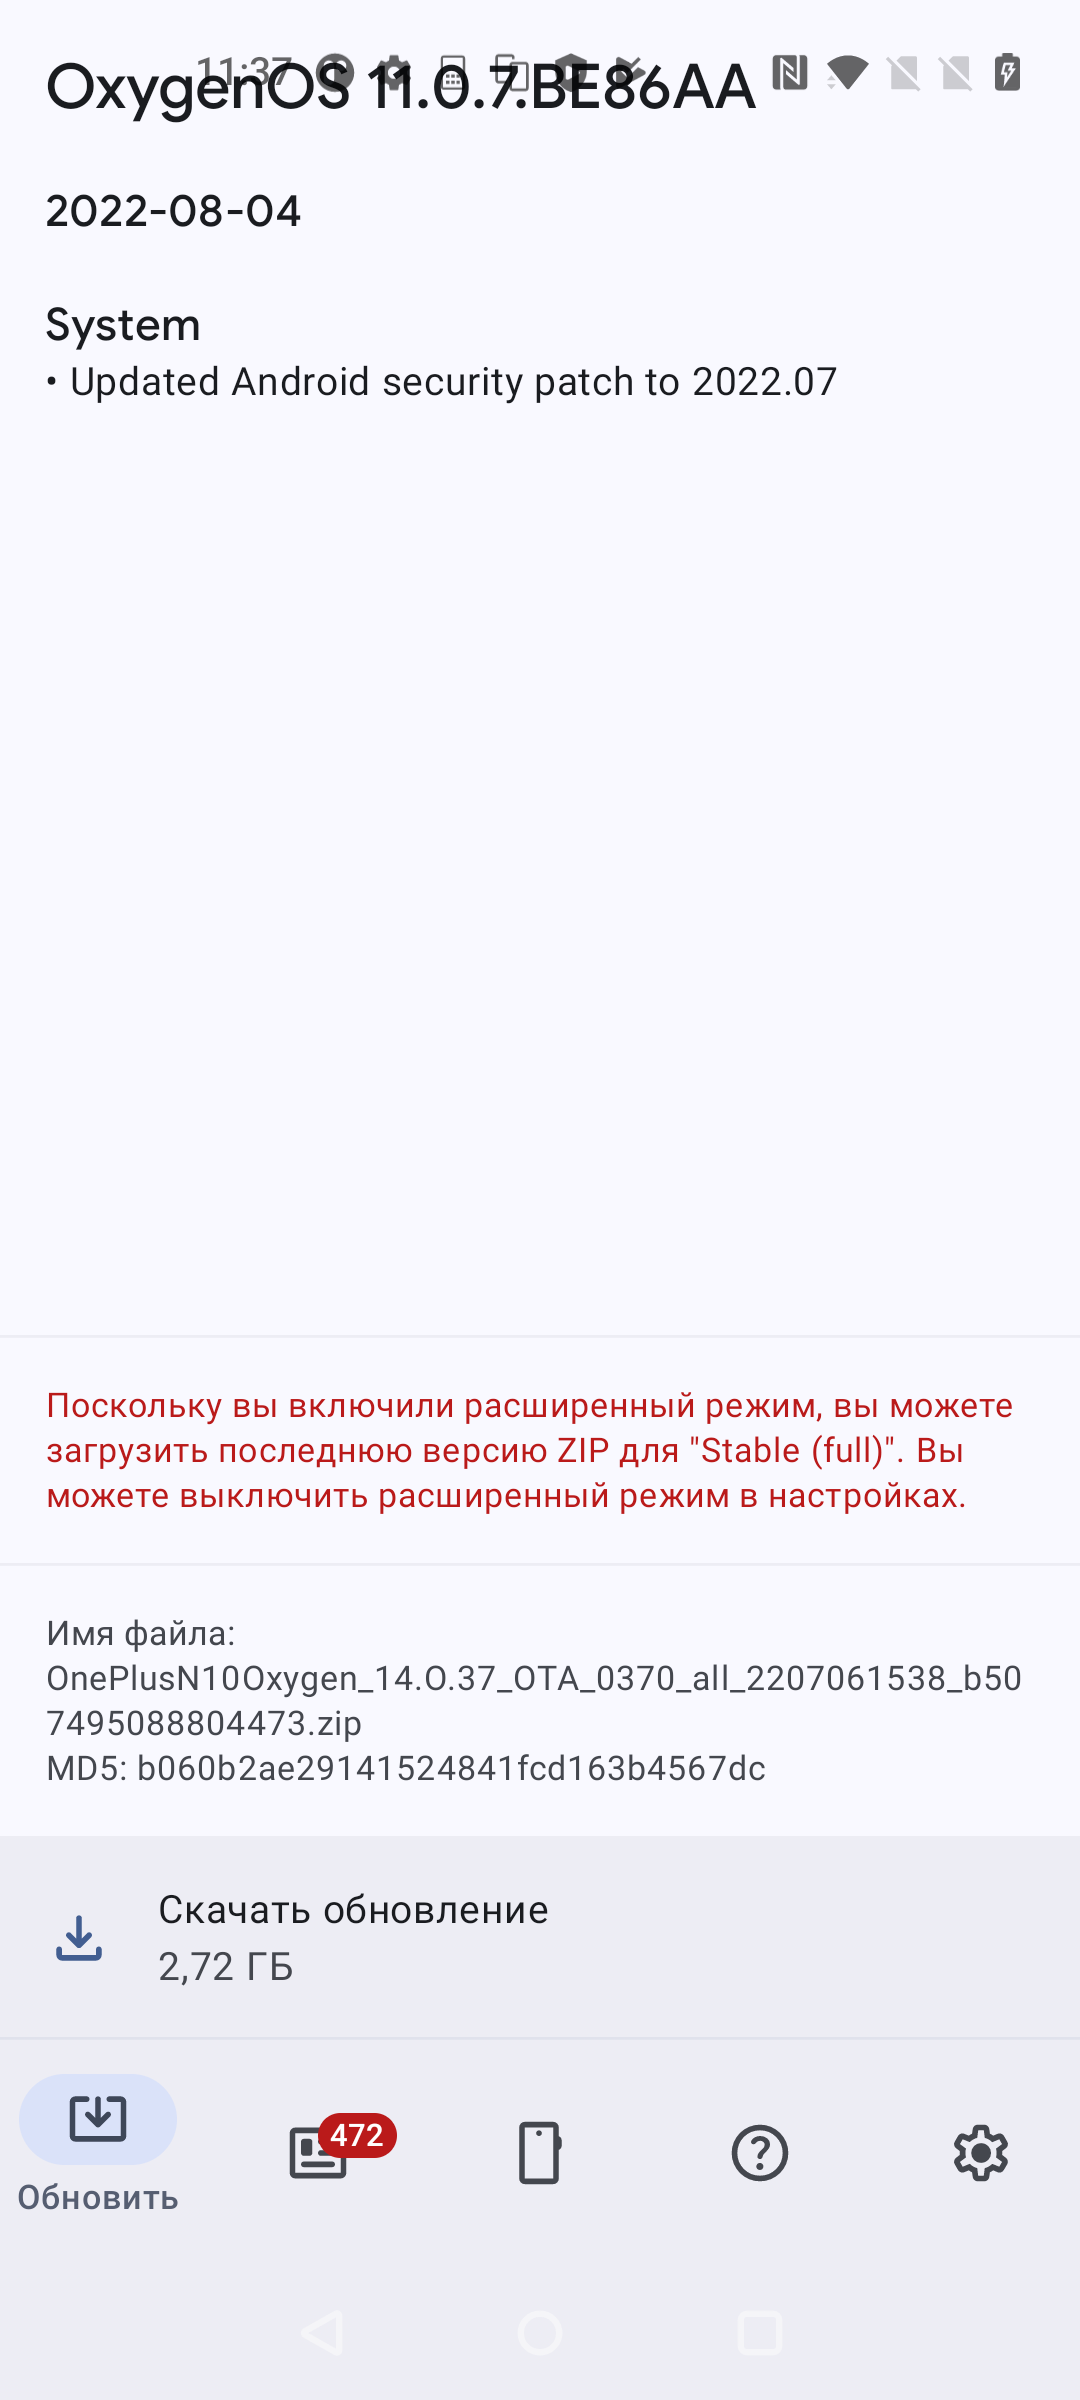 11:37
OxygenOS 11.0.7.BE86AA
2022-08-04
System
• Updated Android security patch to 2022.07
Поскольку вы включили расширенный режим, вы можете
загрузить последнюю версию ZIP для "Stable (full)". Вы
можете выключить расширенный режим в настройках.
Имя файла:
OnePlusN10Oxygen_14.O.37_OTA_0370_all_2207061538_b50
7495088804473.zip
MD5: b060b2ae29141524841fcd163b4567dc
Скачать обновление
2,72 ГБ
472
Обновить